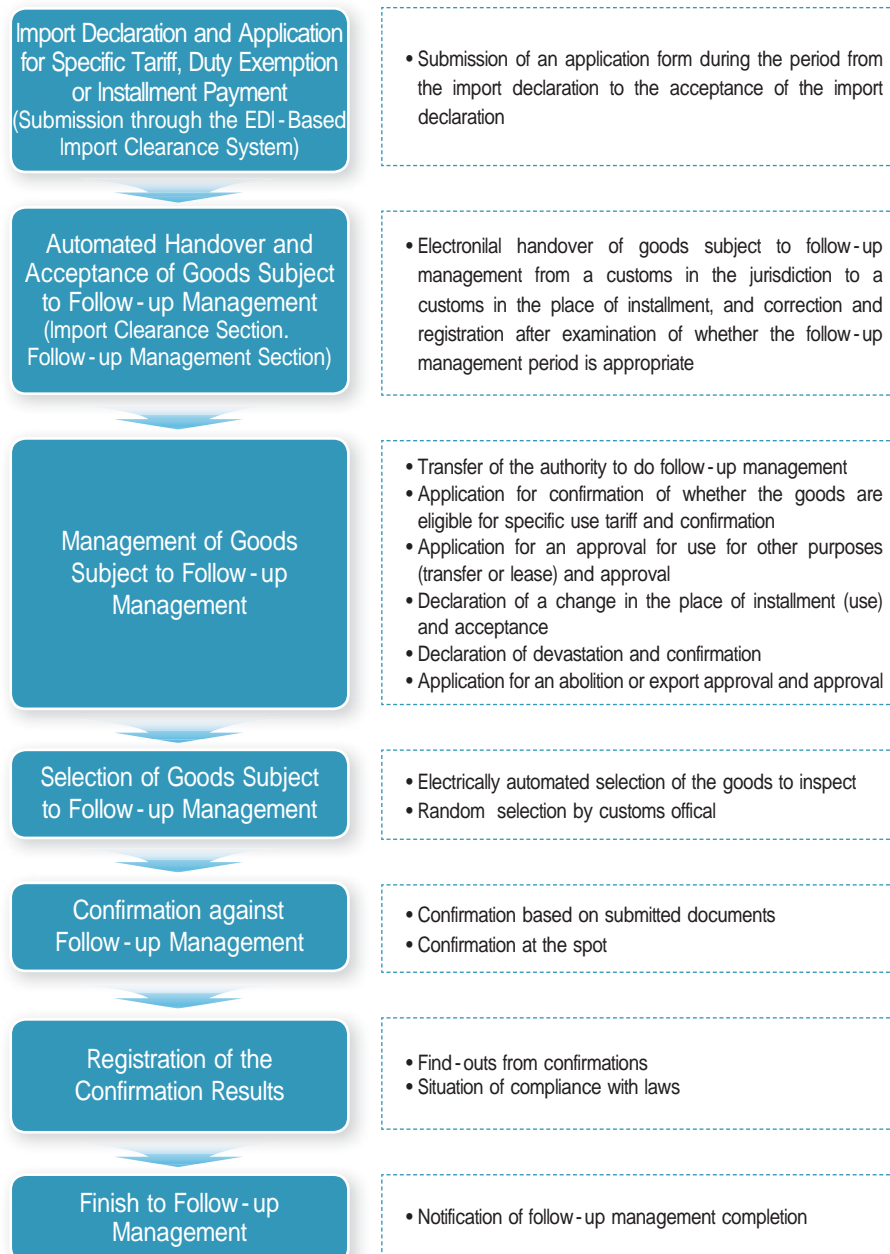 Import Declaration and Application
for Specific Tariff, Duty Exemption
or Installment Payment
(Submission through the EDI-Based
Import Clearance System)
• Submission of an application form during the period from
the import declaration to the acceptance of the import
declaration
Automated Handover and
Acceptance of Goods Subject
to Follow-up Management
(Import Clearance Section.
Follow-up Management Section)
• Electronilal handover of goods subject to follow-up
management from a customs in the jurisdiction to a
customs in the place of installment, and correction and
registration after examination of whether the follow-up
management period is appropriate
Management of Goods
Subject to Follow-up
Management
• Transfer of the authority to do follow-up management
• Application for confirmation of whether the goods are
eligible for specific use tariff and confirmation
• Application for an approval for use for other purposes
(transfer or lease) and approval
• Declaration of a change in the place of installment (use)
and acceptance
• Declaration of devastation and confirmation
• Application for an abolition or export approval and approval
Selection of Goods Subject
to Follow-up Management
• Electrically automated selection of the goods to inspect
• Random selection by customs offical
Confirmation against
Follow-up Management
• Confirmation based on submitted documents
• Confirmation at the spot
Registration of the
Confirmation Results
• Find-outs from confirmations
• Situation of compliance with laws
Finish to Follow-up
Management
• Notification of follow-up management completion